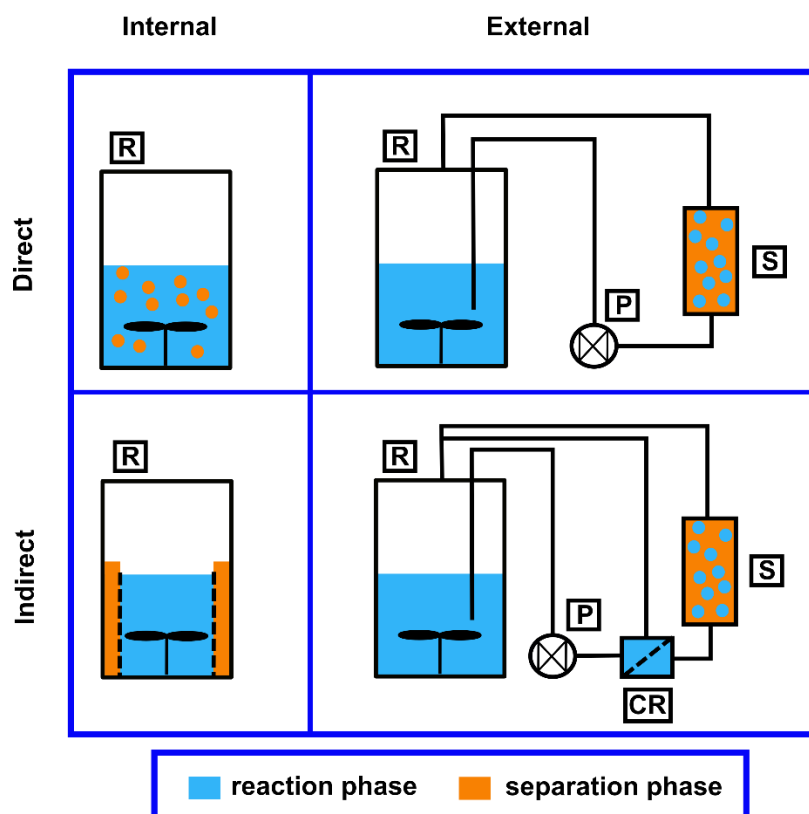 Internal External
Direct
R
R
S
P
Indirect
R
R
S
P
CR
reaction phase separation phase